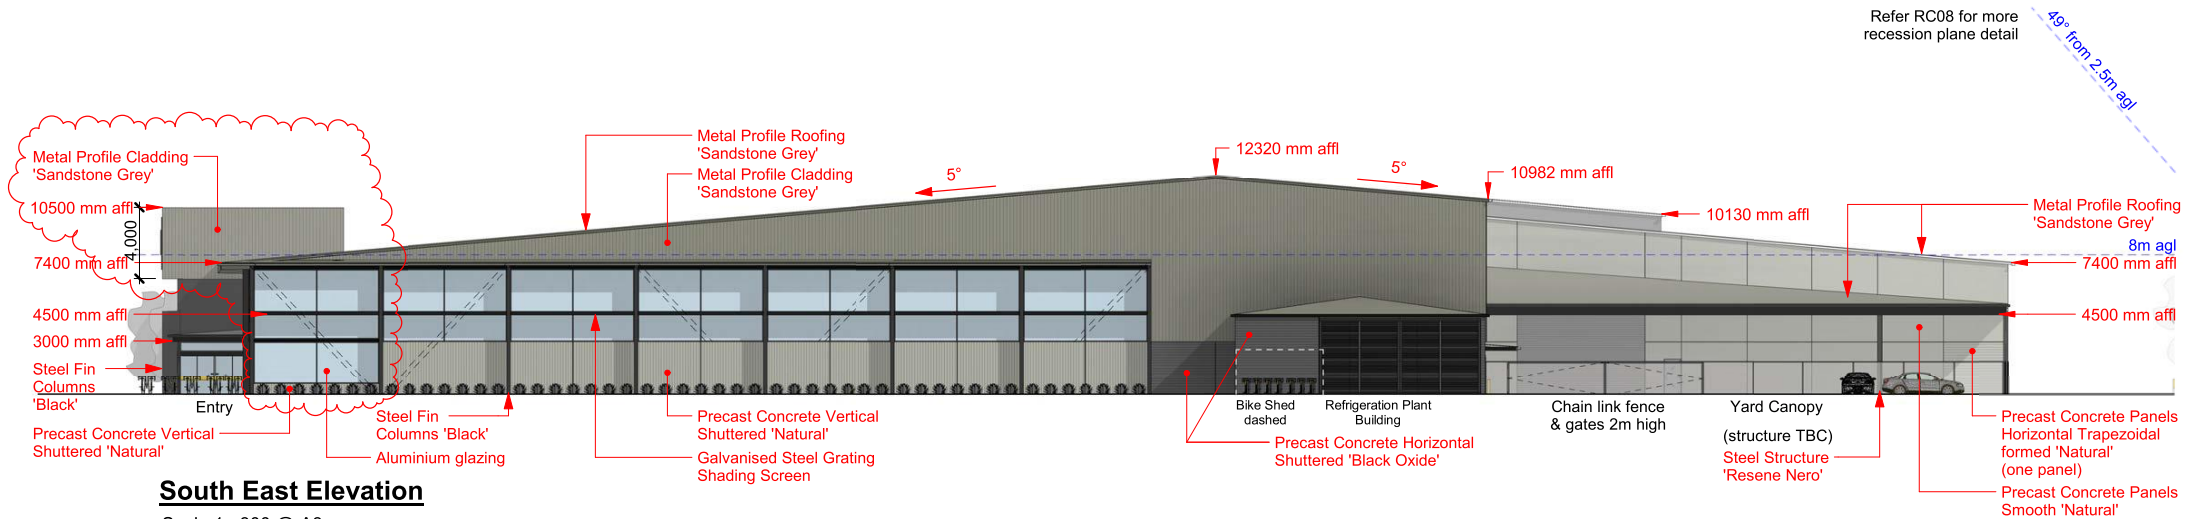 Refer RC08 for more
recession plane detail
49° from 2.5m agl
Metal Profile Roofing
'Sandstone Grey'
Metal Profile Cladding
'Sandstone Grey'
12320 mm affl
5°
5°
10982 mm affl
10130 mm affl
Metal Profile Cladding
'Sandstone Grey'
10500 mm affl
4,000
7400 mm affl
4500 mm affl
3000 mm affl
Steel Fin
Columns
'Black'
Metal Profile Roofing
'Sandstone Grey'
8m agl
7400 mm affl
4500 mm affl
Entry
Precast Concrete Vertical
Shuttered 'Natural'
Steel Fin
Columns 'Black'
Aluminium glazing
Precast Concrete Vertical
Shuttered 'Natural'
Galvanised Steel Grating
Shading Screen
Bike Shed
dashed
Refrigeration Plant
Building
Precast Concrete Horizontal
Shuttered 'Black Oxide'
Chain link fence
& gates 2m high
Yard Canopy
(structure TBC)
Steel Structure
'Resene Nero'
Precast Concrete Panels
Horizontal Trapezoidal
formed 'Natural'
(one panel)
Precast Concrete Panels
Smooth 'Natural'
South East Elevation